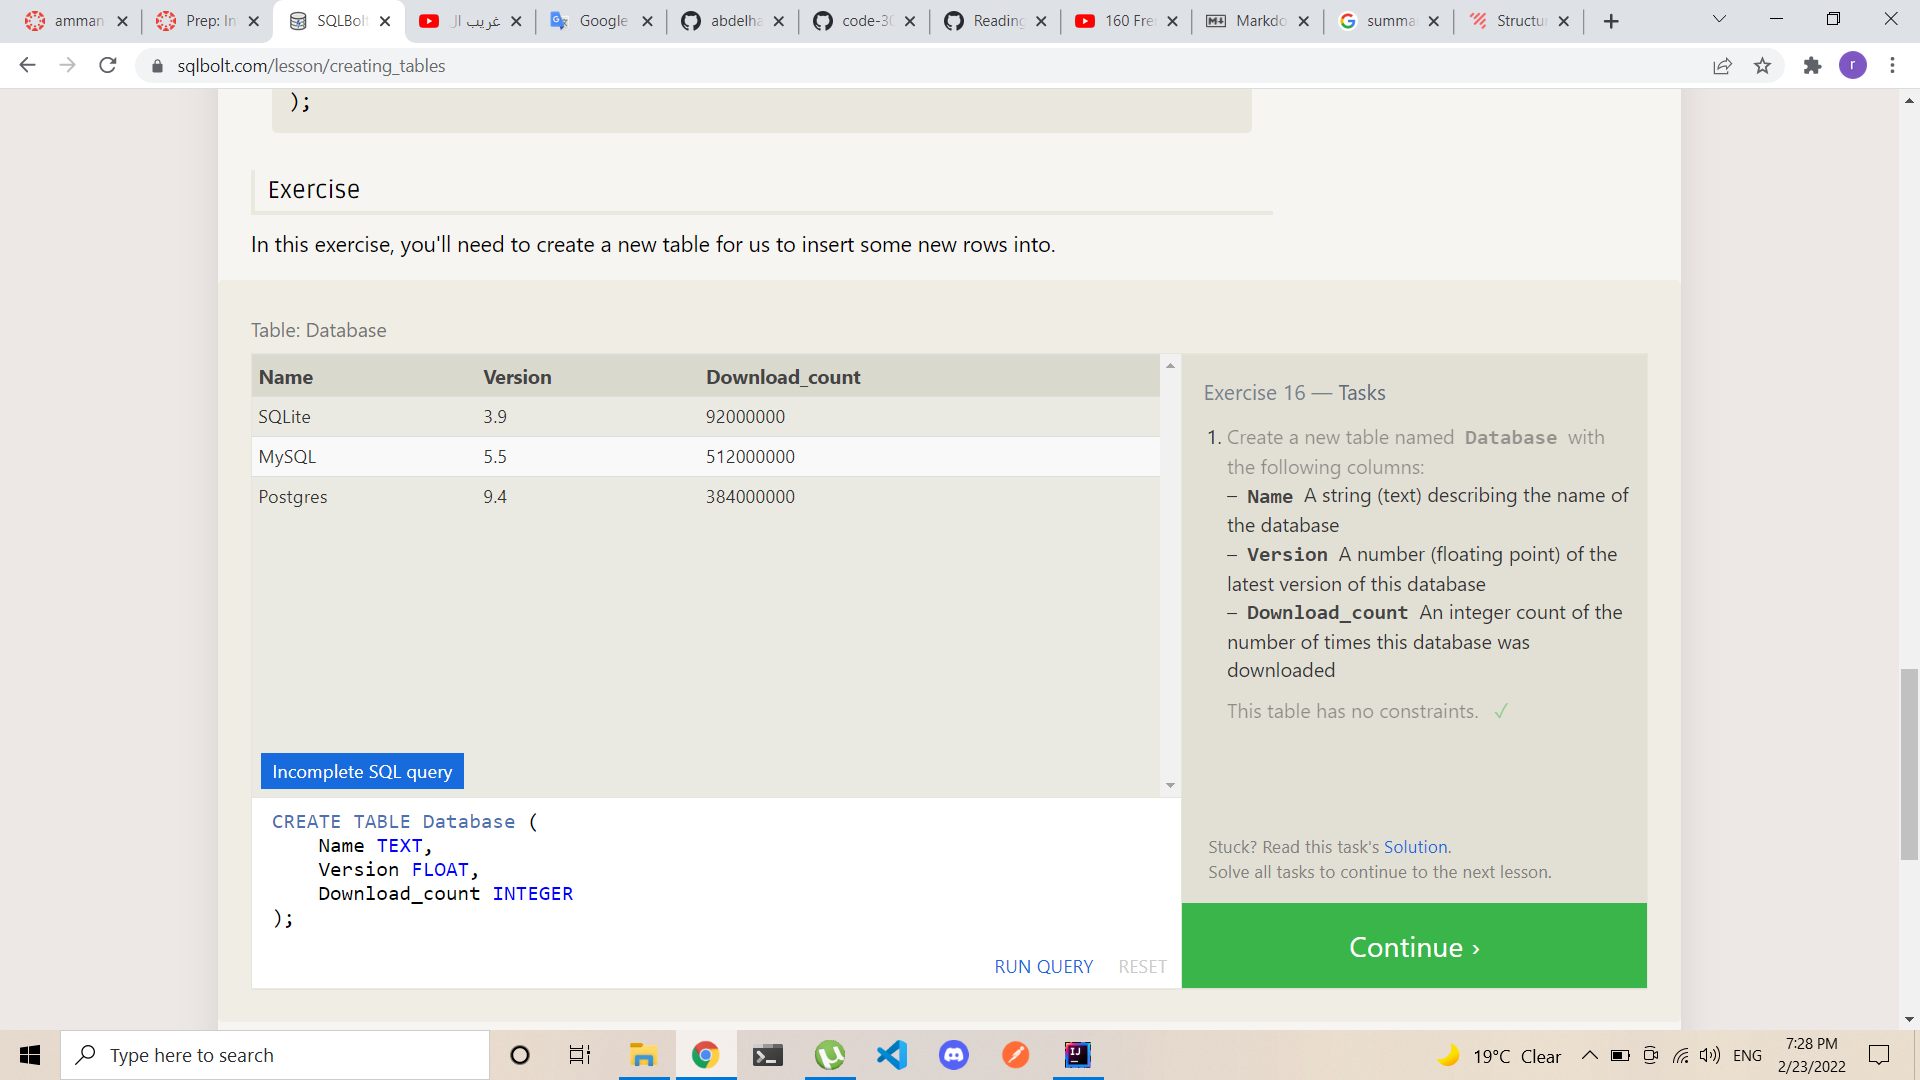 amman
Prep: In
SQLBolt
غريب ال
Google
abdelha
code-30
Reading
160 Fre
Markdo
summa
Structu
sqlbolt.com/lesson/creating_tables
r
);
Exercise
In this exercise, you'll need to create a new table for us to insert some new rows into.
Table: Database
Name Version Download_count
SQLite 3.9 92000000
MySQL 5.5 512000000
Postgres 9.4 384000000
Incomplete SQL query
CREATE TABLE Database (
Name TEXT,
Version FLOAT,
Download_count INTEGER
);
RUN QUERY RESET
Exercise 16 — Tasks
1. Create a new table named Database with
the following columns:
– Name A string (text) describing the name of
the database
– Version A number (floating point) of the
latest version of this database
– Download_count An integer count of the
number of times this database was
downloaded
This table has no constraints. ✓
Stuck? Read this task's Solution.
Solve all tasks to continue to the next lesson.
Continue ›
Type here to search
19°C Clear
ENG
7:28 PM
2/23/2022